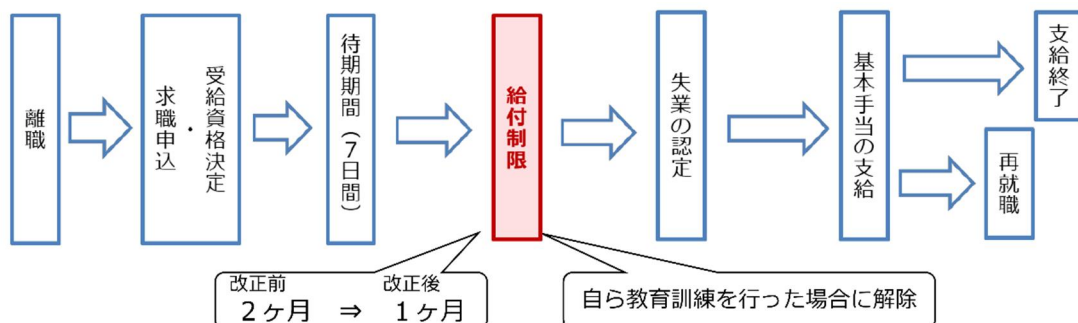 離職
求職申込
・
受給資格決定
待期期間（7日間）
給付制限
失業の認定
基本手当の支給
支給終了
再就職
改正前 改正後
２ヶ月 ⇒ １ヶ月
自ら教育訓練を行った場合に解除